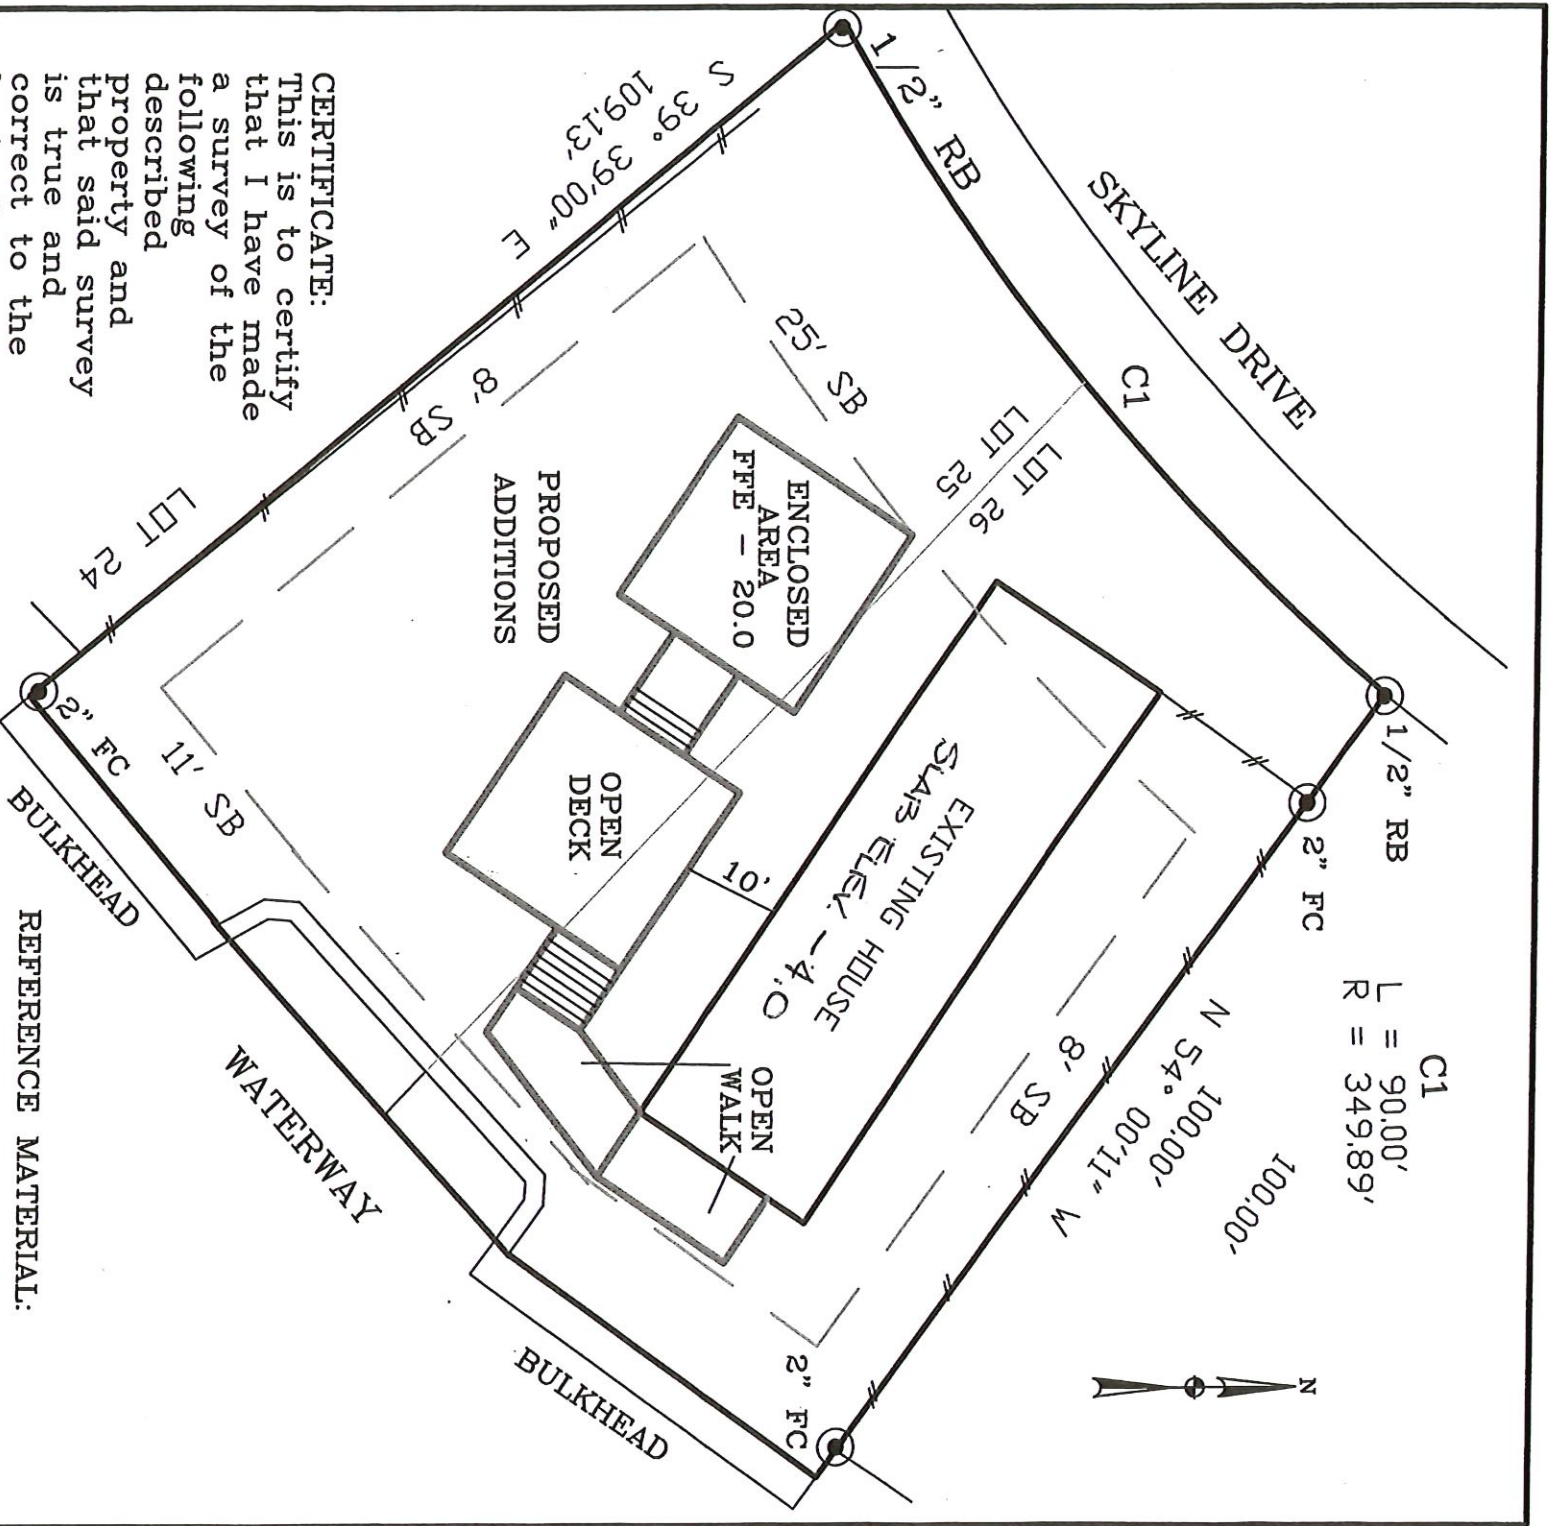 SKYLINE DRIVE
C1
L = 90.00'
R = 349.89'
1/2" RB
1/2" RB
C1
2" FC
100.00'
N 54° 00'11" W
100.00'
8' SB
N
LOT 26
LOT 25
25' SB
S 39° 39'00" E
109.13'
8' SB
LOT 24
ENCLOSED
AREA
FFE - 20.0
PROPOSED
ADDITIONS
EXISTING HOUSE
SLAB ELEV. - 4.0
10'
OPEN
DECK
OPEN
WALK
2" FC
11' SB
BULKHEAD
WATERWAY
BULKHEAD
2" FC
CERTIFICATE:
This is to certify
that I have made
a survey of the
following
described
property and
that said survey
is true and
correct to the
REFERENCE MATERIAL: